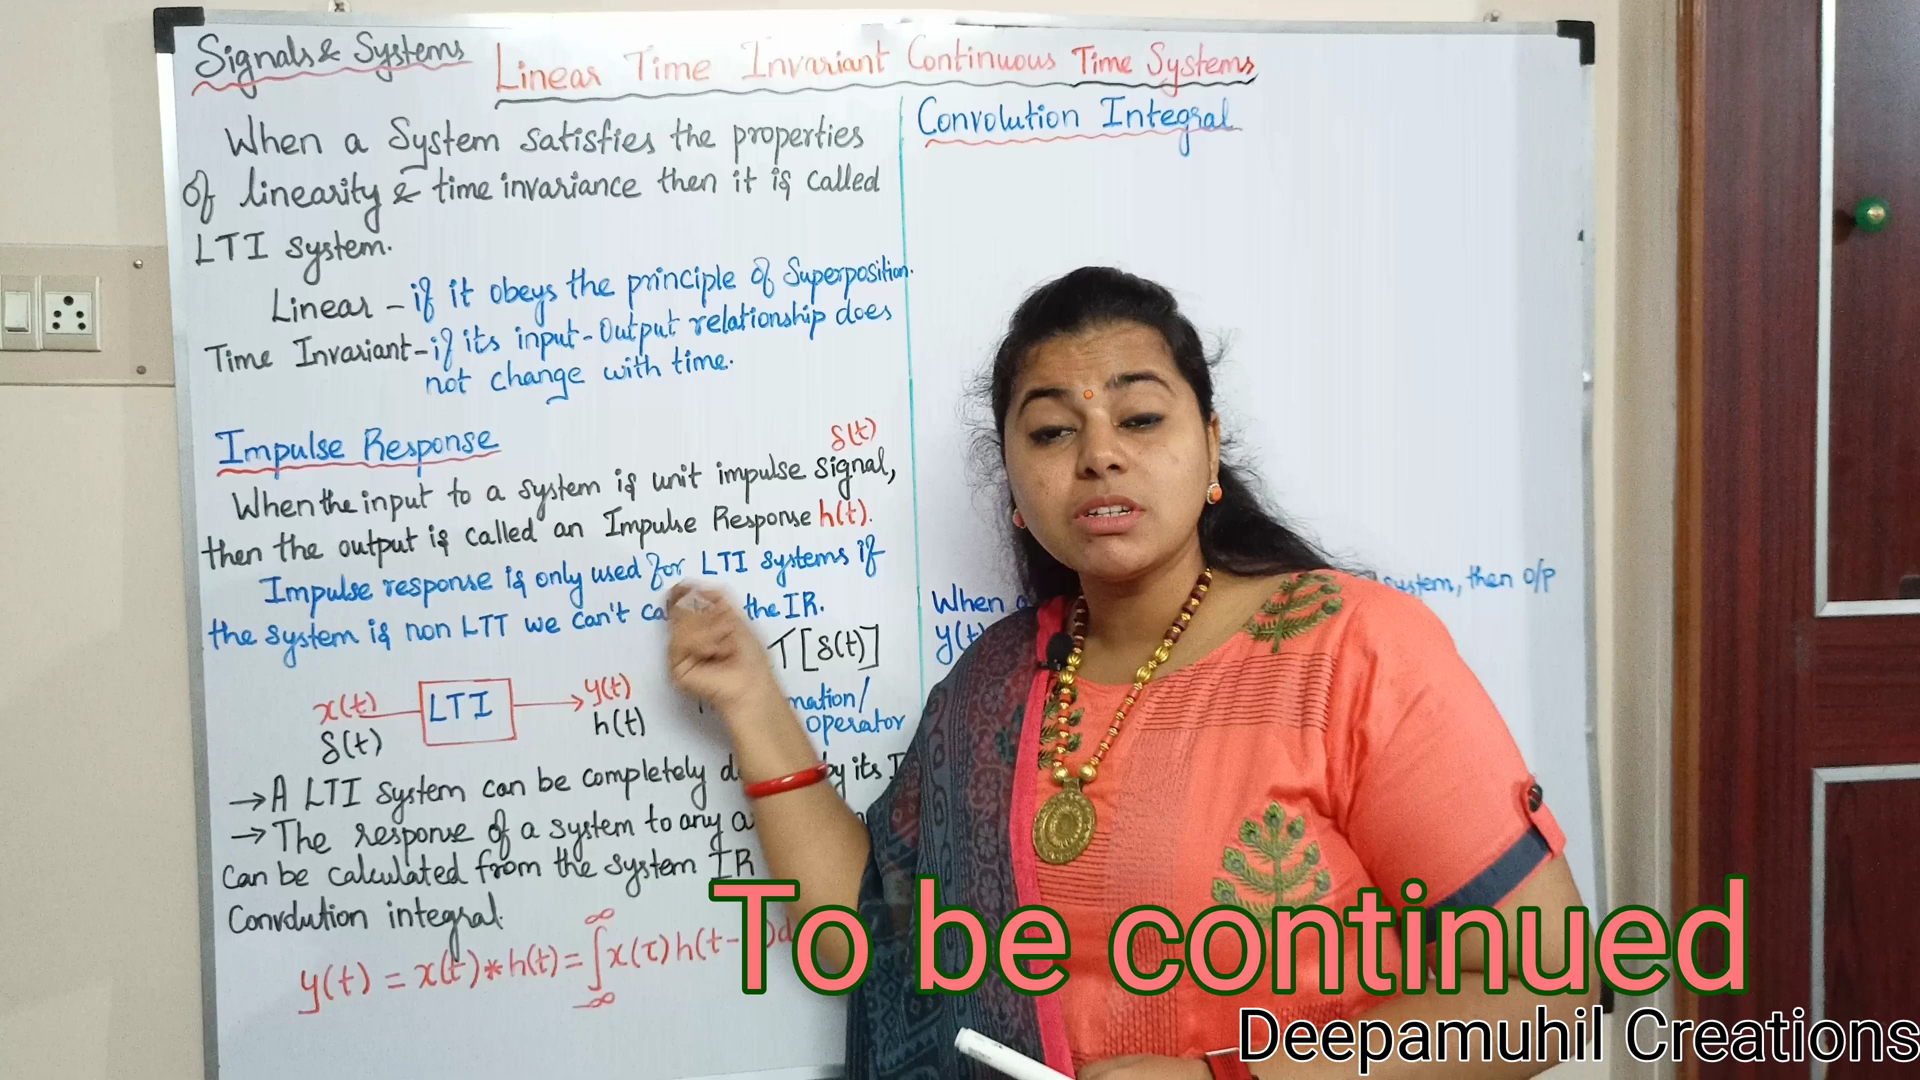 Signals & Systems
Linear Time Invariant Continuous Time Systems
When a System satisfies the properties
of linearity & time invariance then it is called
LTI system.
Linear - if it obeys the principle of Superposition.
Time Invariant - if its input-Output relationship does
not change with time.
Impulse Response
δ(t)
When the input to a system is unit impulse signal,
then the output is called an Impulse Response h(t).
Impulse response is only used for LTI systems if
the system is non LTI we can't the IR.
T[δ(t)]
x(t) LTI y(t)
δ(t) h(t)
operator
→ A LTI system can be completely by its
→ The response of a system to any
can be calculated from the system IR
Convolution integral.
y(t) = x(t) * h(t) = ∫ x(τ) h(t-
∞
-∞
Convolution Integral
When system, then o/p
y(t)
To be continued
Deepamuhil Creations